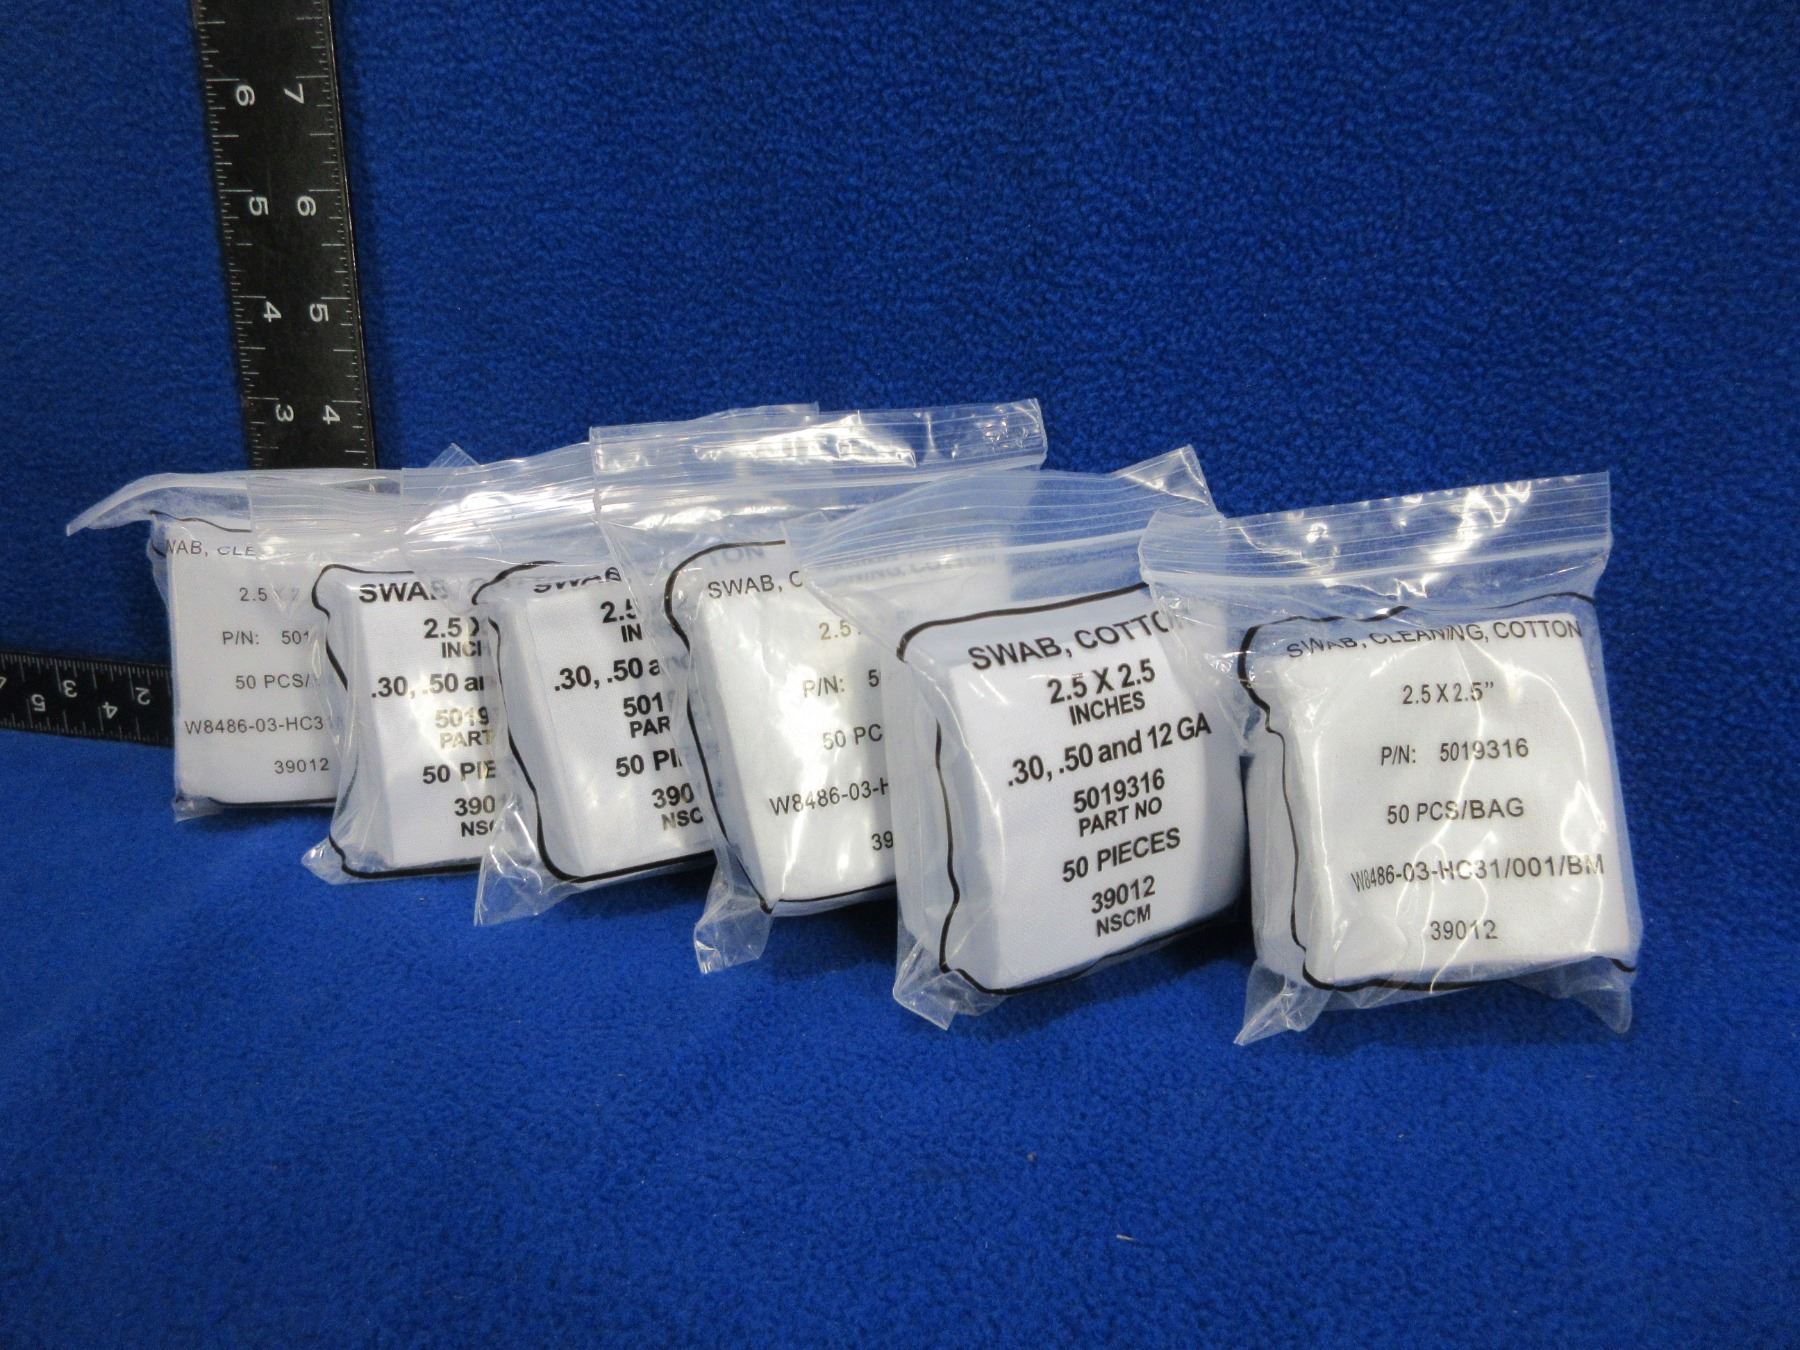 6 7
5 6
4 5
3 4
5 4 3 2
WAB, CLE
2.5 X 2
P/N: 501
50 PCS/
W8486-03-HC3
39012
SWAB
2.5
INCH
.30, .50 an
5019
PART
50 PIE
390
NSC
SWAB
2.5
IN
.30, .50 an
501
PAR
50 PI
390
NSC
SWAB, C
2.5
P/N: 5
50 PC
W8486-03-H
39
SWAB, COTTO
2.5 X 2.5
INCHES
.30, .50 and 12 GA
5019316
PART NO
50 PIECES
39012
NSCM
SWAB, CLEANING, COTTON
2.5 X 2.5"
P/N: 5019316
50 PCS/BAG
W8486-03-HC31/001/BM
39012